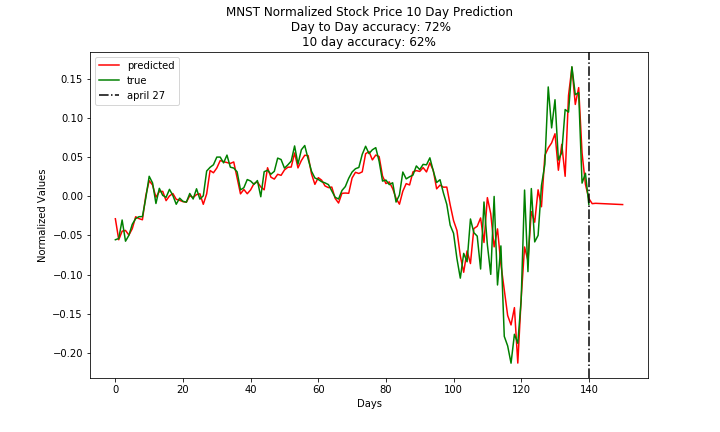 MNST Normalized Stock Price 10 Day Prediction
Day to Day accuracy: 72%
10 day accuracy: 62%
predicted
true
april 27
Normalized Values
0.15
0.10
0.05
0.00
−0.05
−0.10
−0.15
−0.20
0 20 40 60 80 100 120 140
Days